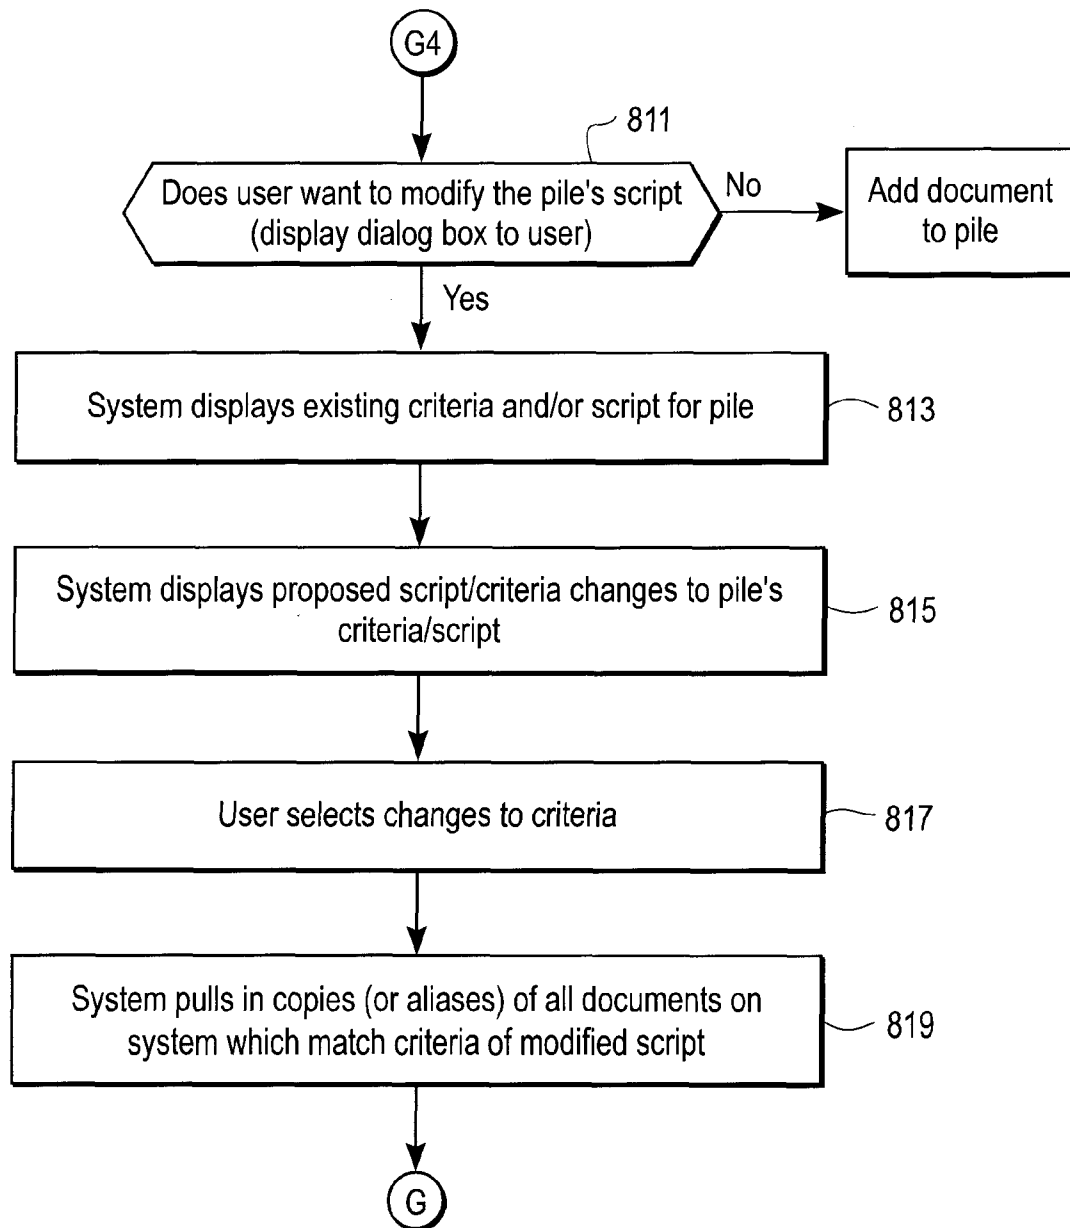 G4
811
Does user want to modify the pile's script
(display dialog box to user)
No
Add document
to pile
Yes
System displays existing criteria and/or script for pile
813
System displays proposed script/criteria changes to pile's
criteria/script
815
User selects changes to criteria
817
System pulls in copies (or aliases) of all documents on
system which match criteria of modified script
819
G